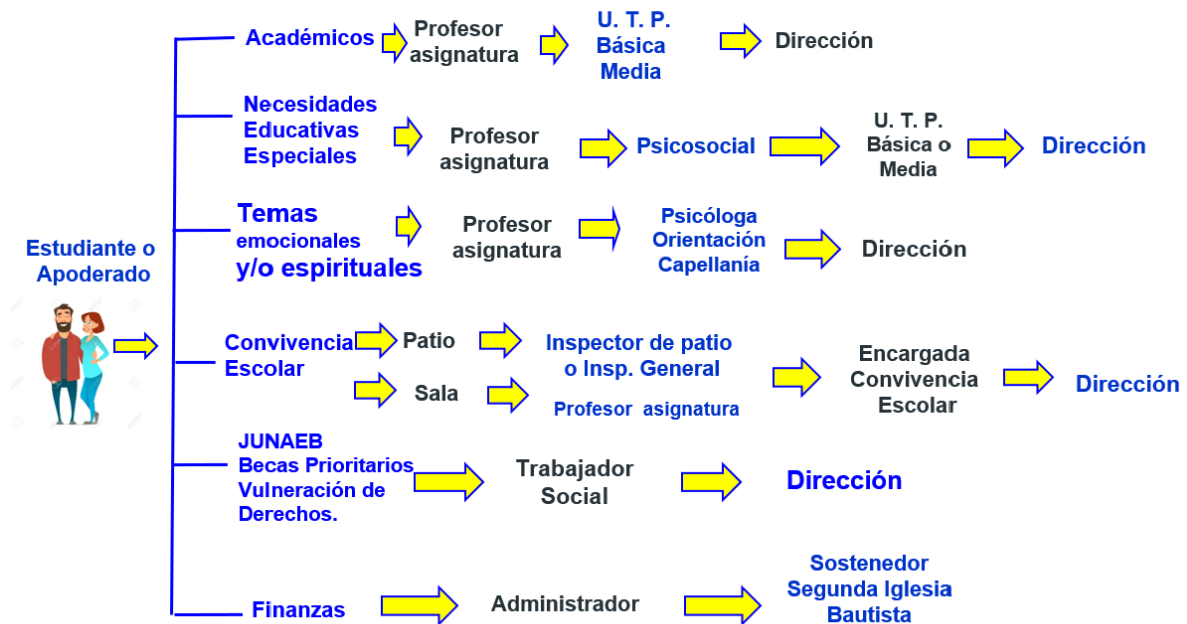 Estudiante o
Apoderado
Académicos
Profesor
asignatura
U. T. P.
Básica
Media
Dirección
Necesidades
Educativas
Especiales
Profesor
asignatura
Psicosocial
U. T. P.
Básica o
Media
Dirección
Temas
emocionales
y/o espirituales
Profesor
asignatura
Psicóloga
Orientación
Capellanía
Dirección
Convivencia
Escolar
Patio
Inspector de patio
o Insp. General
Sala
Profesor asignatura
Encargada
Convivencia
Escolar
Dirección
JUNAEB
Becas Prioritarios
Vulneración de
Derechos.
Trabajador
Social
Dirección
Finanzas
Administrador
Sostenedor
Segunda Iglesia
Bautista